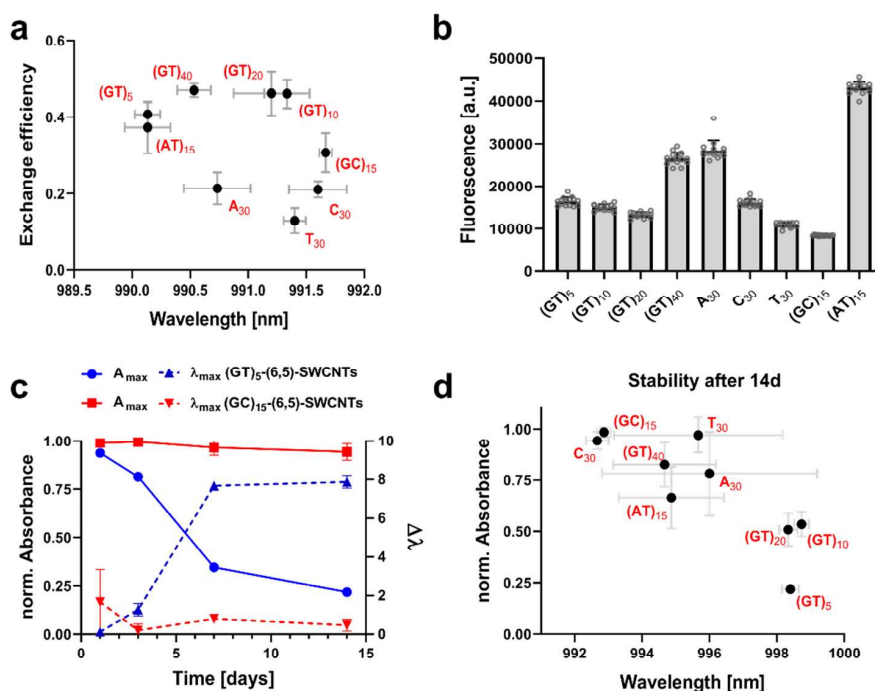 a
Exchange efficiency
0.6
0.4
0.2
0.0
(GT)₅
(GT)₄₀
(GT)₂₀
(GT)₁₀
(AT)₁₅
(GC)₁₅
A₃₀
C₃₀
T₃₀
989.5 990.0 990.5 991.0 991.5 992.0
Wavelength [nm]
b
Fluorescence [a.u.]
50000
40000
30000
20000
10000
0
(GT)₅ (GT)₁₀ (GT)₂₀ (GT)₄₀ A₃₀ C₃₀ T₃₀ (GC)₁₅ (AT)₁₅
c
A max λ max (GT)₅-(6,5)-SWCNTs
A max λ max (GC)₁₅-(6,5)-SWCNTs
norm. Absorbance
1.00
0.75
0.50
0.25
0.00
10
8
6
4
2
0
Δλ
0 5 10 15
Time [days]
d
Stability after 14d
norm. Absorbance
1.00
0.75
0.50
0.25
0.00
(GC)₁₅
T₃₀
C₃₀
(GT)₄₀
A₃₀
(AT)₁₅
(GT)₂₀
(GT)₁₀
(GT)₅
992 994 996 998 1000
Wavelength [nm]